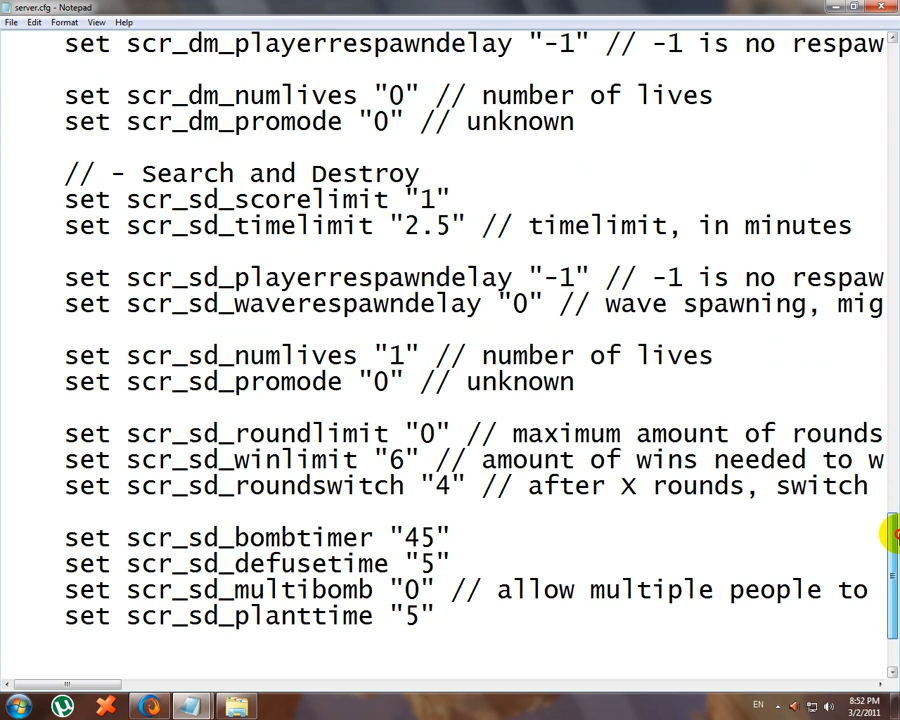 server.cfg - Notepad
File Edit Format View Help
set scr_dm_playerrespawndelay "-1" // -1 is no respaw
set scr_dm_numlives "0" // number of lives
set scr_dm_promode "0" // unknown
// - Search and Destroy
set scr_sd_scorelimit "1"
set scr_sd_timelimit "2.5" // timelimit, in minutes
set scr_sd_playerrespawndelay "-1" // -1 is no respaw
set scr_sd_waverespawndelay "0" // wave spawning, mig
set scr_sd_numlives "1" // number of lives
set scr_sd_promode "0" // unknown
set scr_sd_roundlimit "0" // maximum amount of rounds
set scr_sd_winlimit "6" // amount of wins needed to w
set scr_sd_roundswitch "4" // after X rounds, switch
set scr_sd_bombtimer "45"
set scr_sd_defusetime "5"
set scr_sd_multibomb "0" // allow multiple people to
set scr_sd_planttime "5"
EN
8:52 PM
3/2/2011